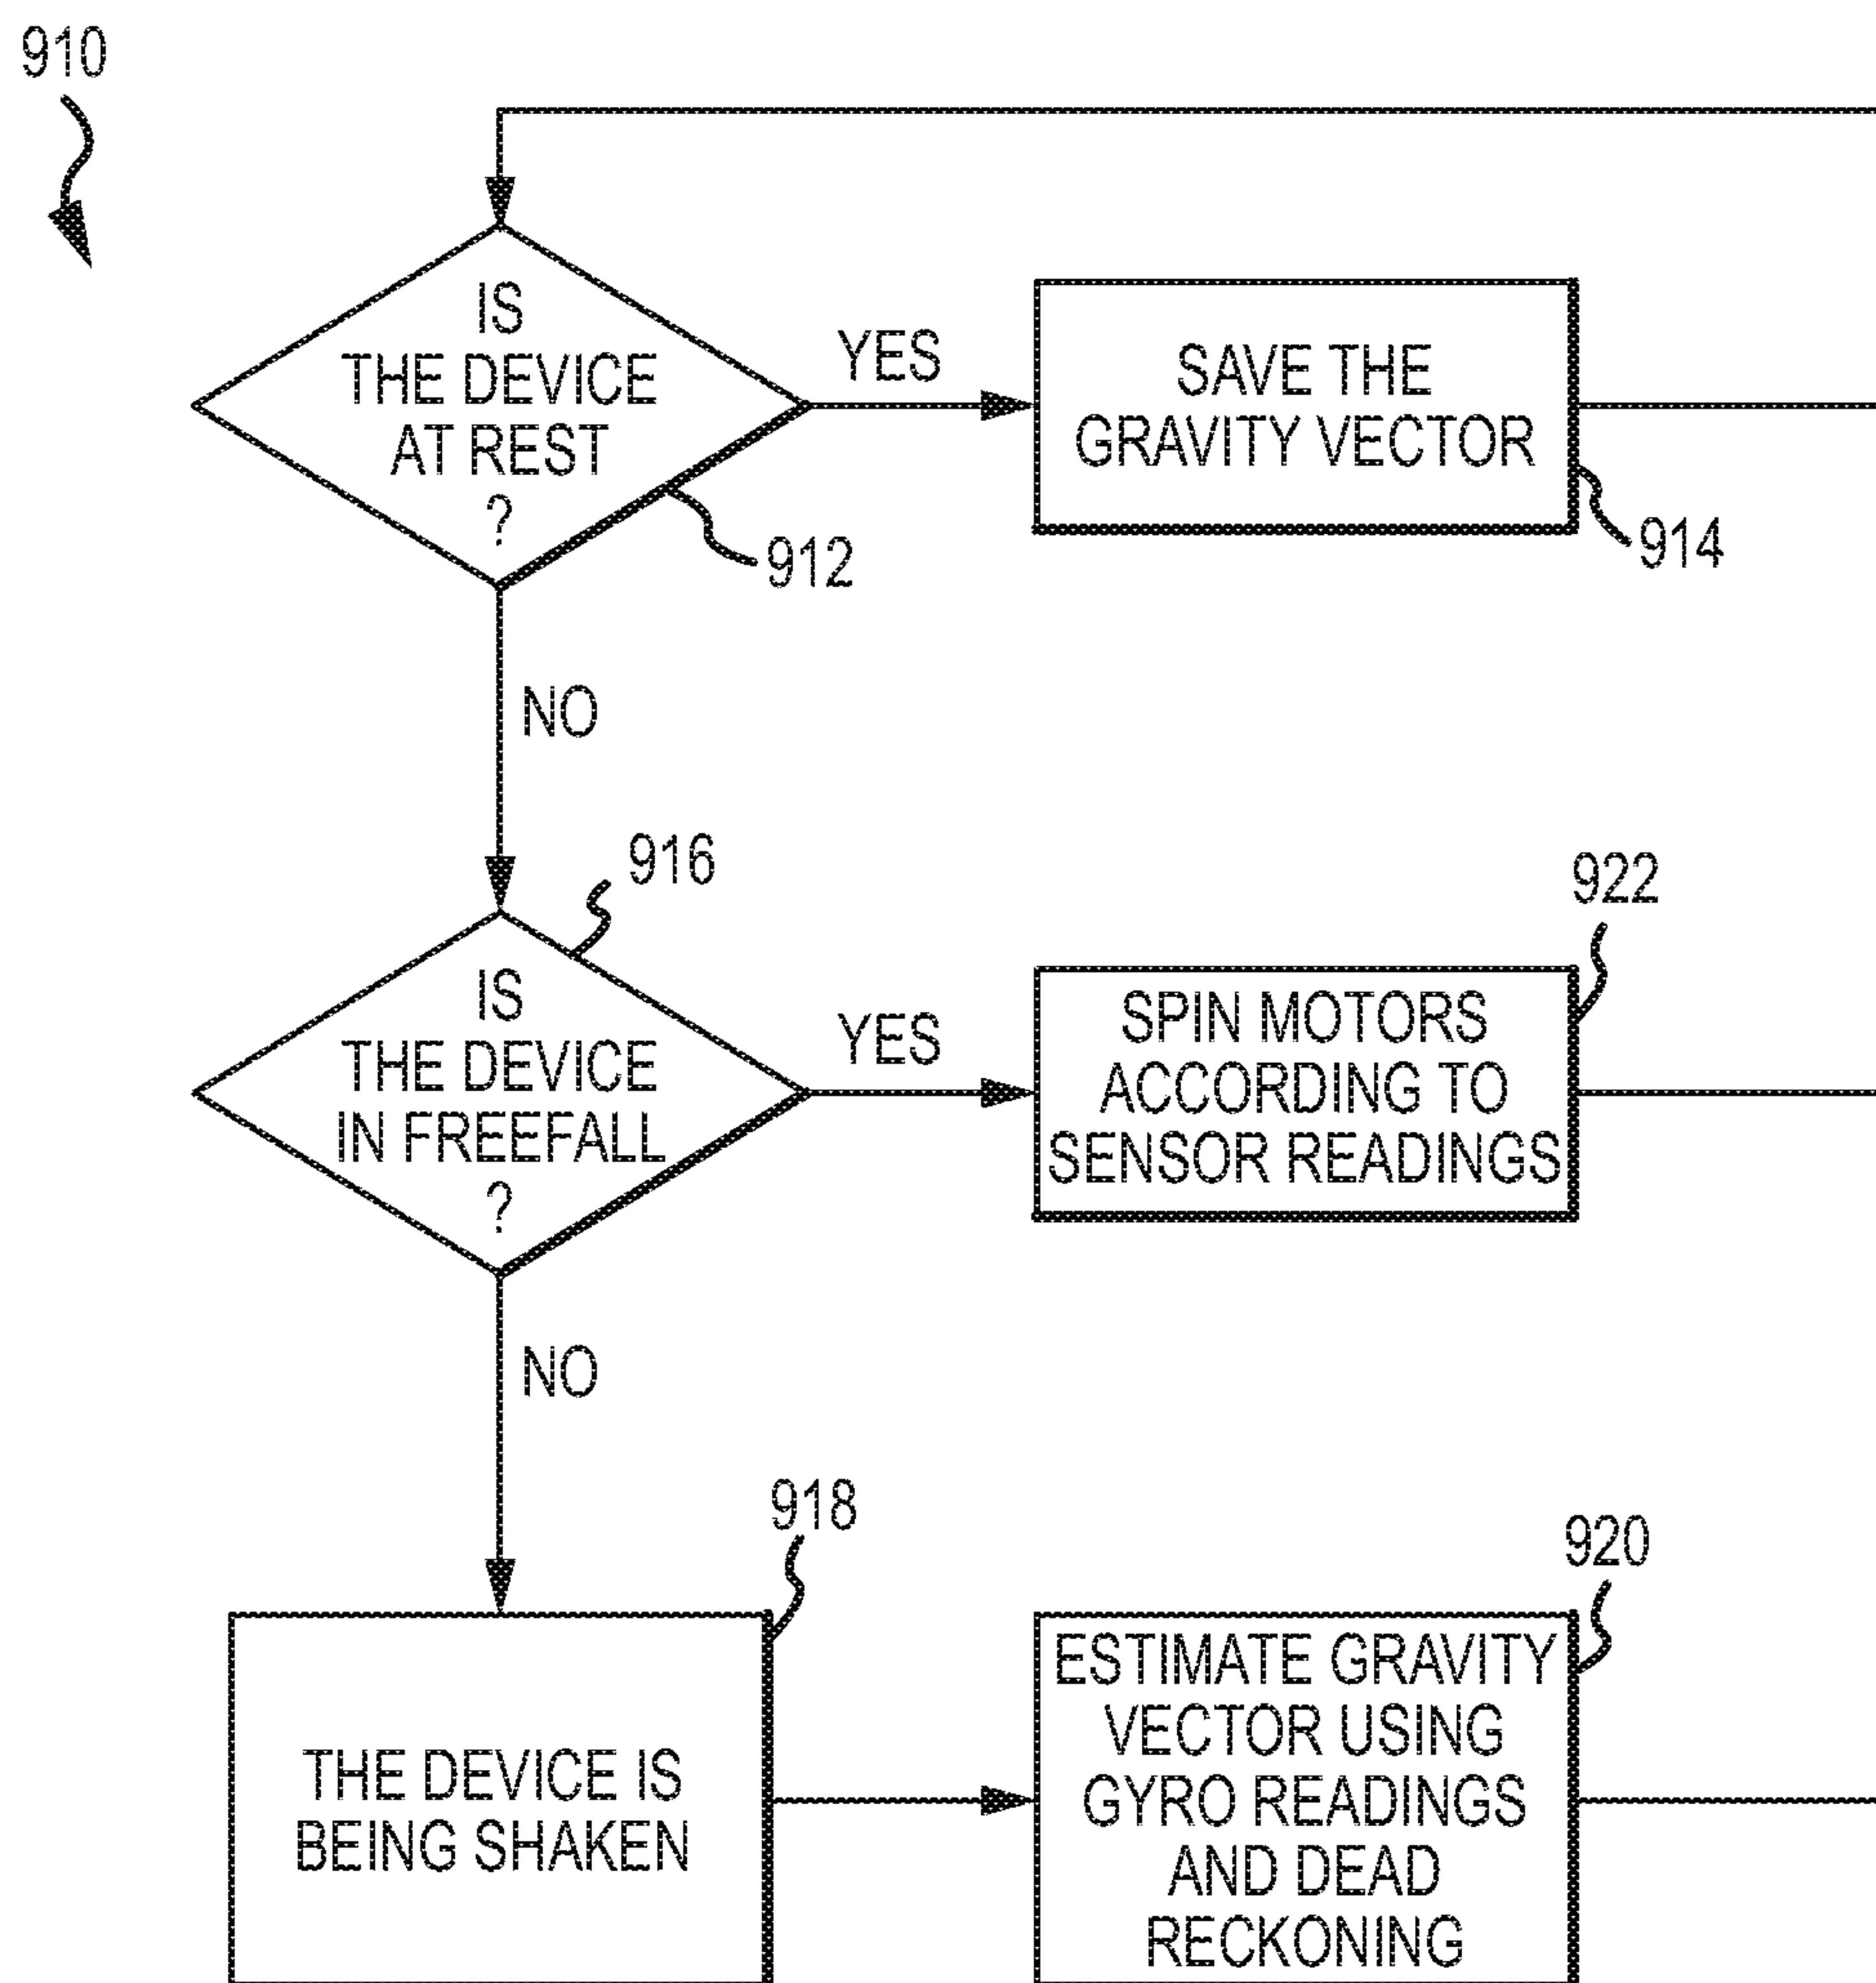 910
IS
THE DEVICE
AT REST
?
YES
912
SAVE THE
GRAVITY VECTOR
914
NO
916
IS
THE DEVICE
IN FREEFALL
?
YES
922
SPIN MOTORS
ACCORDING TO
SENSOR READINGS
NO
918
THE DEVICE IS
BEING SHAKEN
920
ESTIMATE GRAVITY
VECTOR USING
GYRO READINGS
AND DEAD
RECKONING